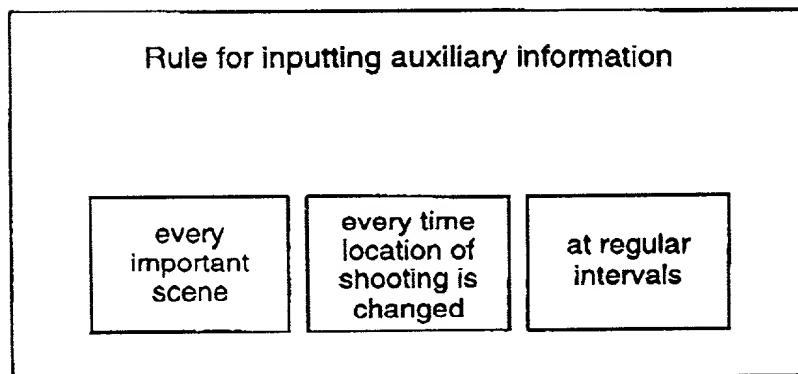 Rule for inputting auxiliary information
every
important
scene
every time
location of
shooting is
changed
at regular
intervals